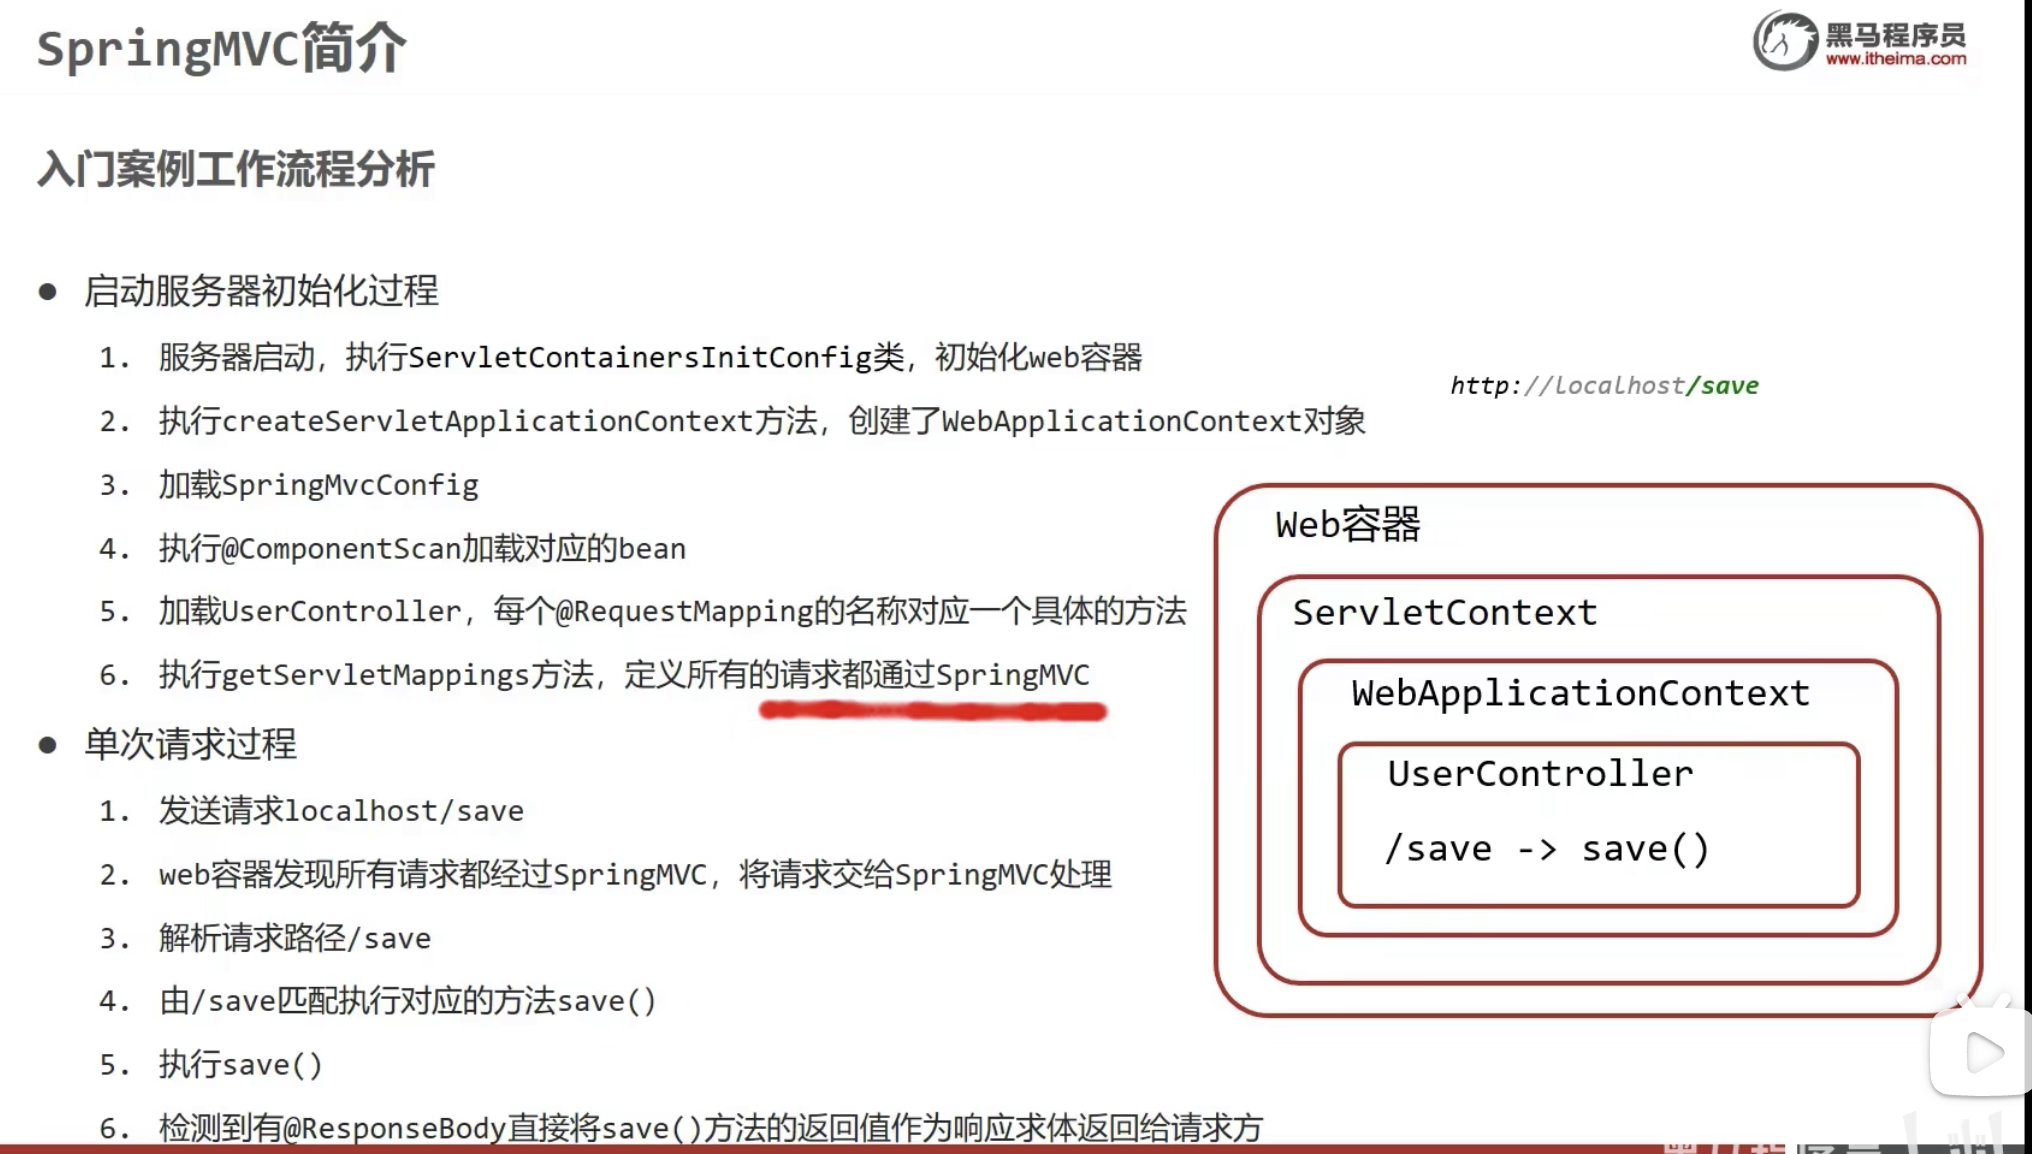 SpringMVC简介
黑马程序员
www.itheima.com
入门案例工作流程分析
● 启动服务器初始化过程
1. 服务器启动，执行ServletContainersInitConfig类，初始化web容器
2. 执行createServletApplicationContext方法，创建了WebApplicationContext对象
3. 加载SpringMvcConfig
4. 执行@ComponentScan加载对应的bean
5. 加载UserController，每个@RequestMapping的名称对应一个具体的方法
6. 执行getServletMappings方法，定义所有的请求都通过SpringMVC
● 单次请求过程
1. 发送请求localhost/save
2. web容器发现所有请求都经过SpringMVC，将请求交给SpringMVC处理
3. 解析请求路径/save
4. 由/save匹配执行对应的方法save()
5. 执行save()
6. 检测到有@ResponseBody直接将save()方法的返回值作为响应求体返回给请求方
http://localhost/save
Web容器
ServletContext
WebApplicationContext
UserController
/save -> save()